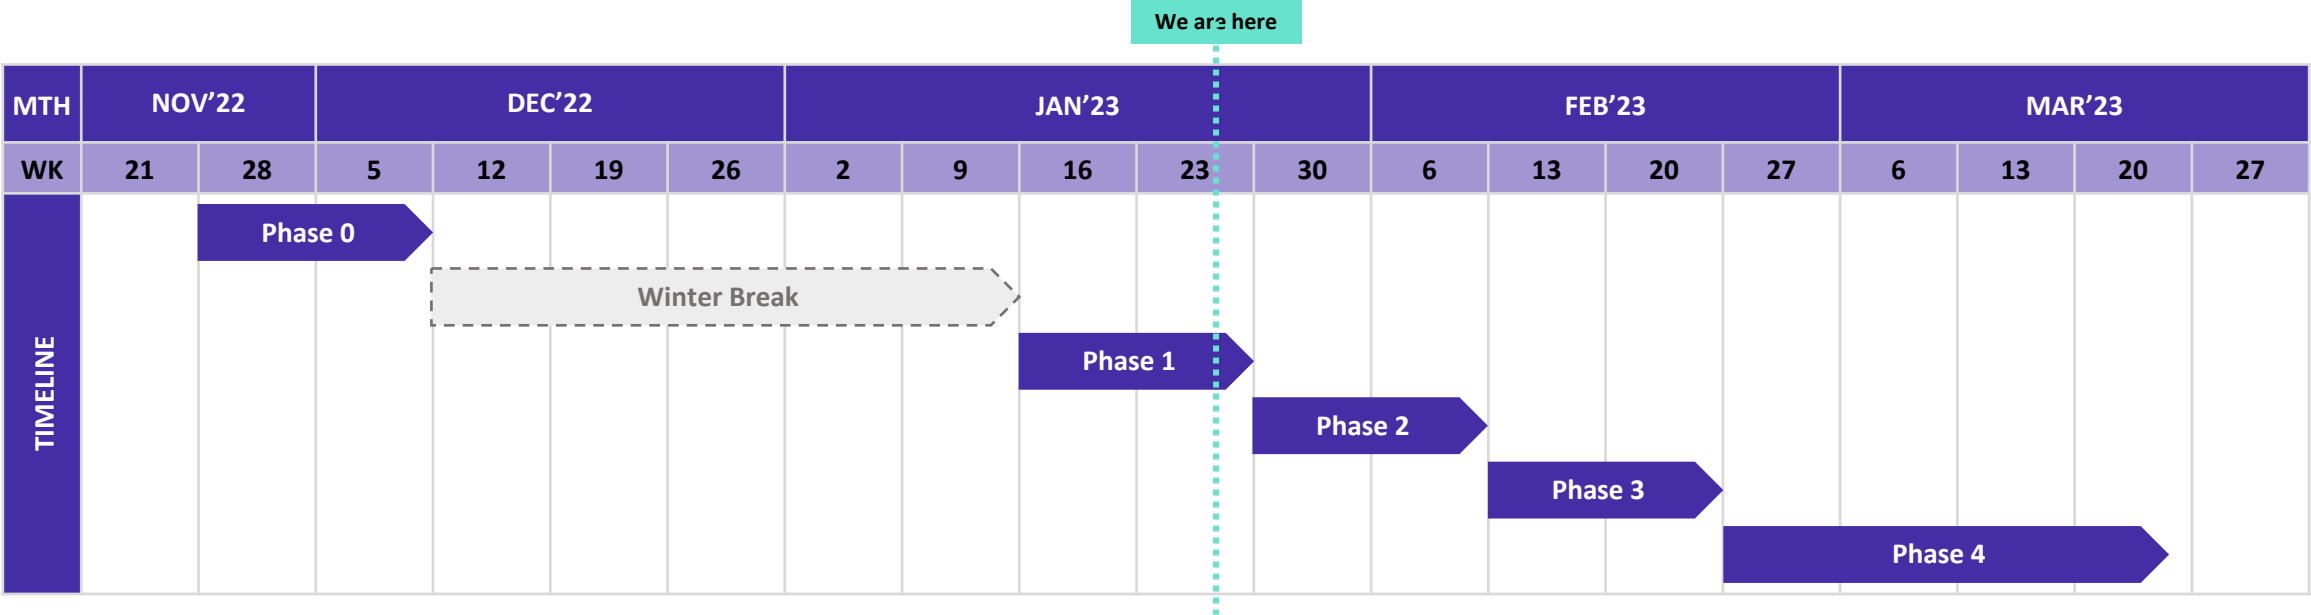 We are here
MTH NOV’22 DEC’22 JAN’23 FEB’23 MAR’23
WK 21 28 5 12 19 26 2 9 16 23 30 6 13 20 27 6 13 20 27
TIMELINE
Phase 0
Winter Break
Phase 1
Phase 2
Phase 3
Phase 4